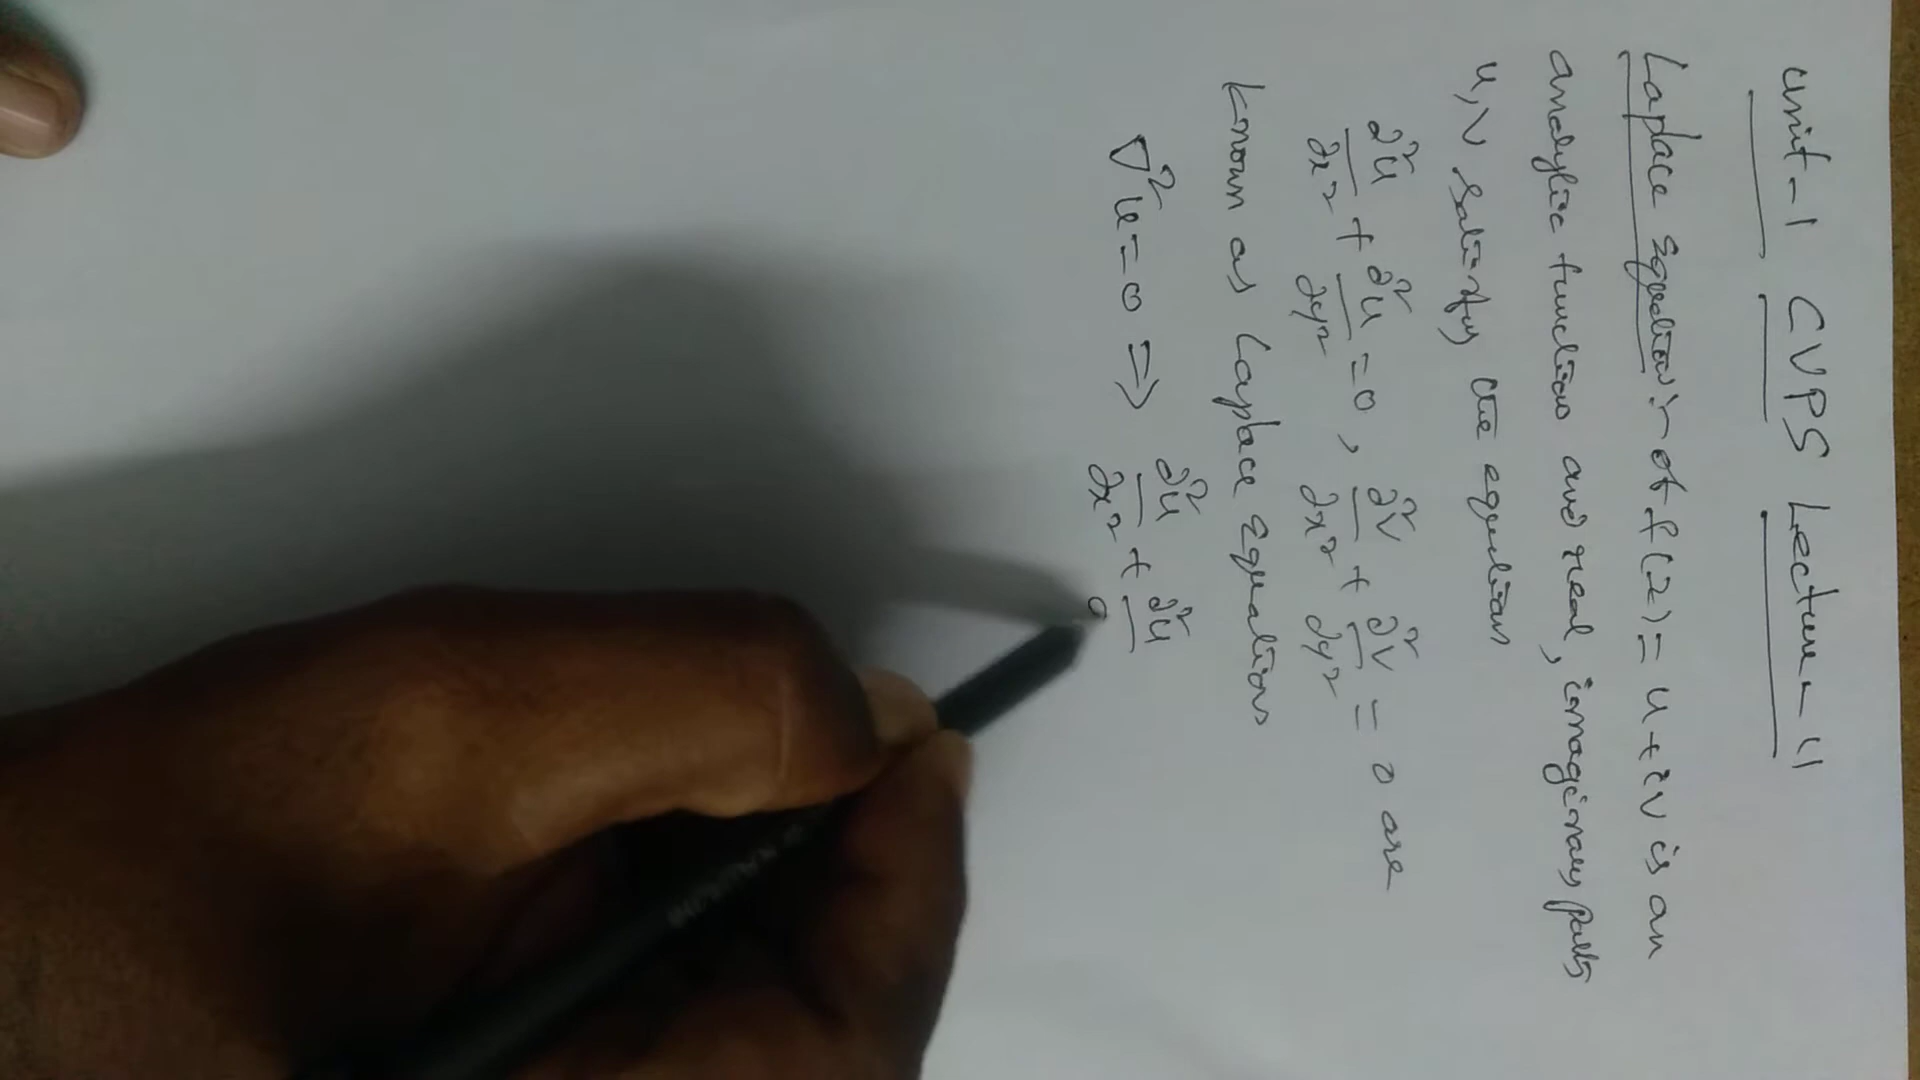 Unit-1 CVPS Lecture-11
Laplace Equation:- If f(z) = u+iv is an
analytic function and real, imaginary parts
u,v satisfy the equations
∂²u/∂x² + ∂²u/∂y² = 0, ∂²v/∂x² + ∂²v/∂y² = 0 are
known as Laplace Equations
∇²u = 0 ⇒ ∂²u/∂x² + ∂²u/∂